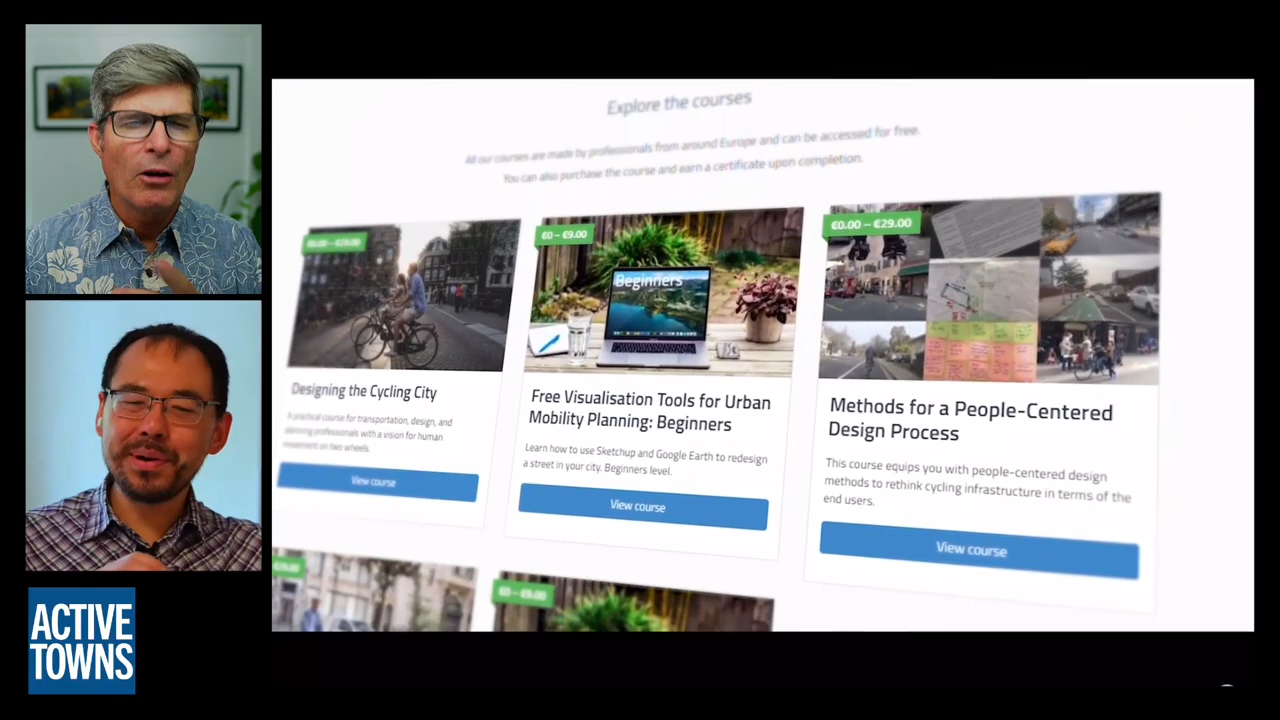 Explore the courses
All our courses are made by professionals from around Europe and can be accessed for free.
You can also purchase the course and earn a certificate upon completion.
€0.00 – €29.00
€0 – €9.00
€0.00 – €29.00
Beginners
Designing the Cycling City
A practical course for transportation, design, and
planning professionals with a vision for human
movement on two wheels.
View course
Free Visualisation Tools for Urban
Mobility Planning: Beginners
Learn how to use Sketchup and Google Earth to redesign
a street in your city. Beginners level.
View course
Methods for a People-Centered
Design Process
This course equips you with people-centered design
methods to rethink cycling infrastructure in terms of the
end users.
View course
€0 – €9.00
ACTIVE
TOWNS